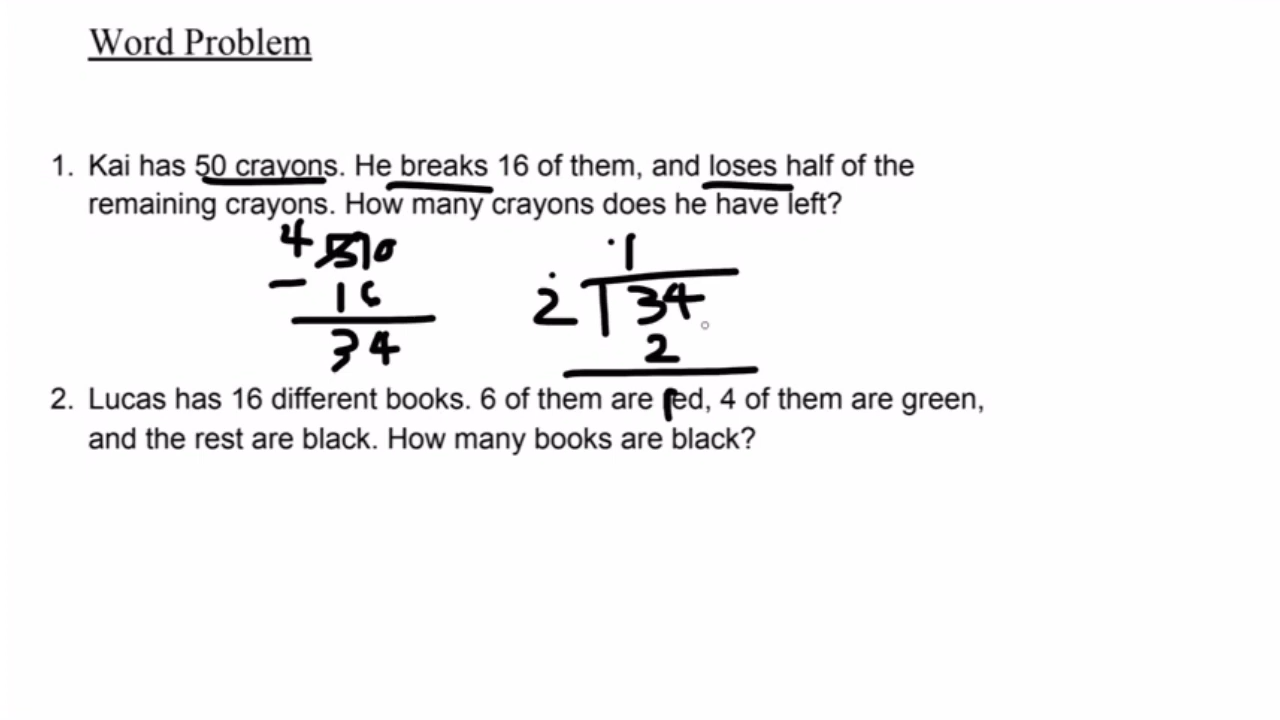 Word Problem
1. Kai has 50 crayons. He breaks 16 of them, and loses half of the
remaining crayons. How many crayons does he have left?
4 5 10
- 16
34
1
2 34
2
2. Lucas has 16 different books. 6 of them are red, 4 of them are green,
and the rest are black. How many books are black?